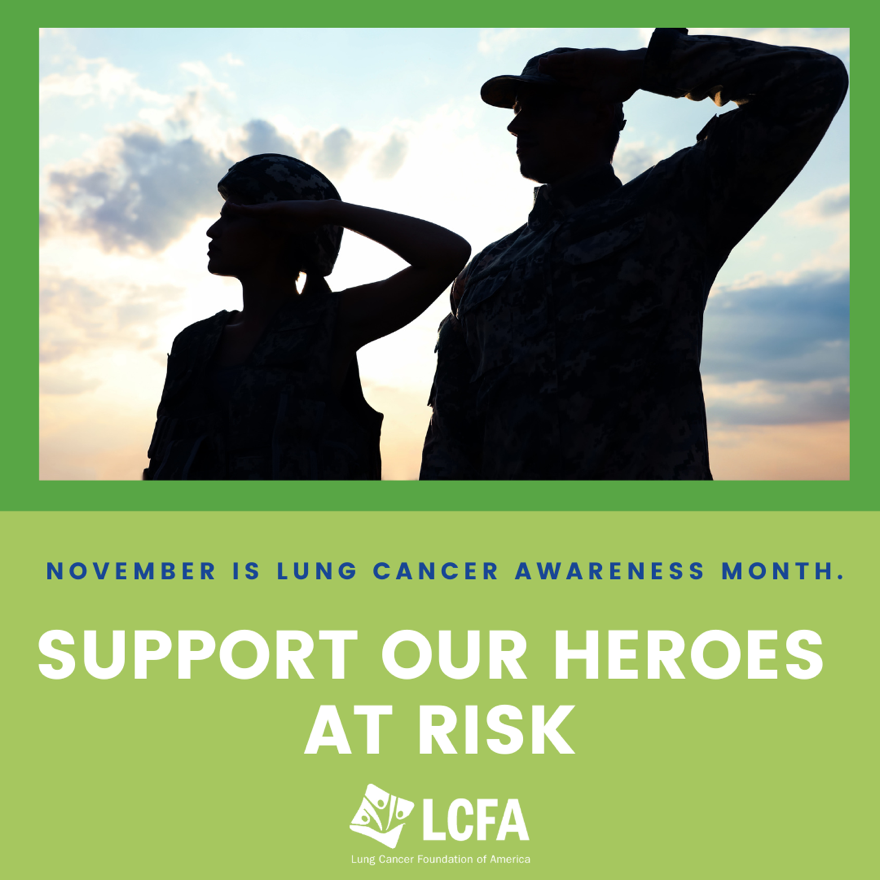 NOVEMBER IS LUNG CANCER AWARENESS MONTH.
SUPPORT OUR HEROES
AT RISK
LCFA
Lung Cancer Foundation of America